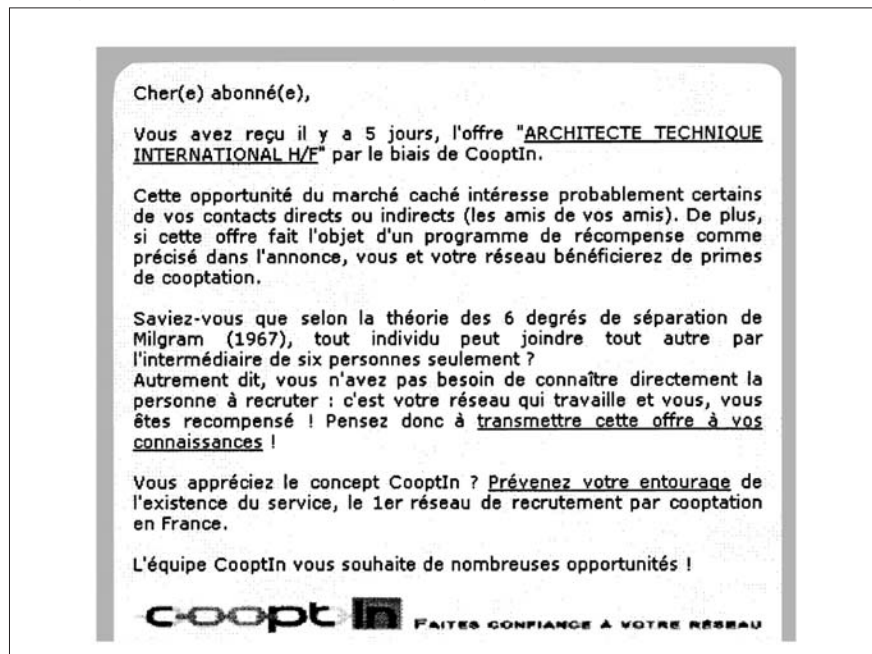 Cher(e) abonné(e),
Vous avez reçu il y a 5 jours, l'offre "ARCHITECTE TECHNIQUE
INTERNATIONAL H/F" par le biais de CooptIn.
Cette opportunité du marché caché intéresse probablement certains
de vos contacts directs ou indirects (les amis de vos amis). De plus,
si cette offre fait l'objet d'un programme de récompense comme
précisé dans l'annonce, vous et votre réseau bénéficierez de primes
de cooptation.
Saviez-vous que selon la théorie des 6 degrés de séparation de
Milgram (1967), tout individu peut joindre tout autre par
l'intermédiaire de six personnes seulement ?
Autrement dit, vous n'avez pas besoin de connaître directement la
personne à recruter : c'est votre réseau qui travaille et vous, vous
êtes recompensé ! Pensez donc à transmettre cette offre à vos
connaissances !
Vous appréciez le concept CooptIn ? Prévenez votre entourage de
l'existence du service, le 1er réseau de recrutement par cooptation
en France.
L'équipe CooptIn vous souhaite de nombreuses opportunités !
c-oopt In FAITES CONFIANCE À VOTRE RÉSEAU